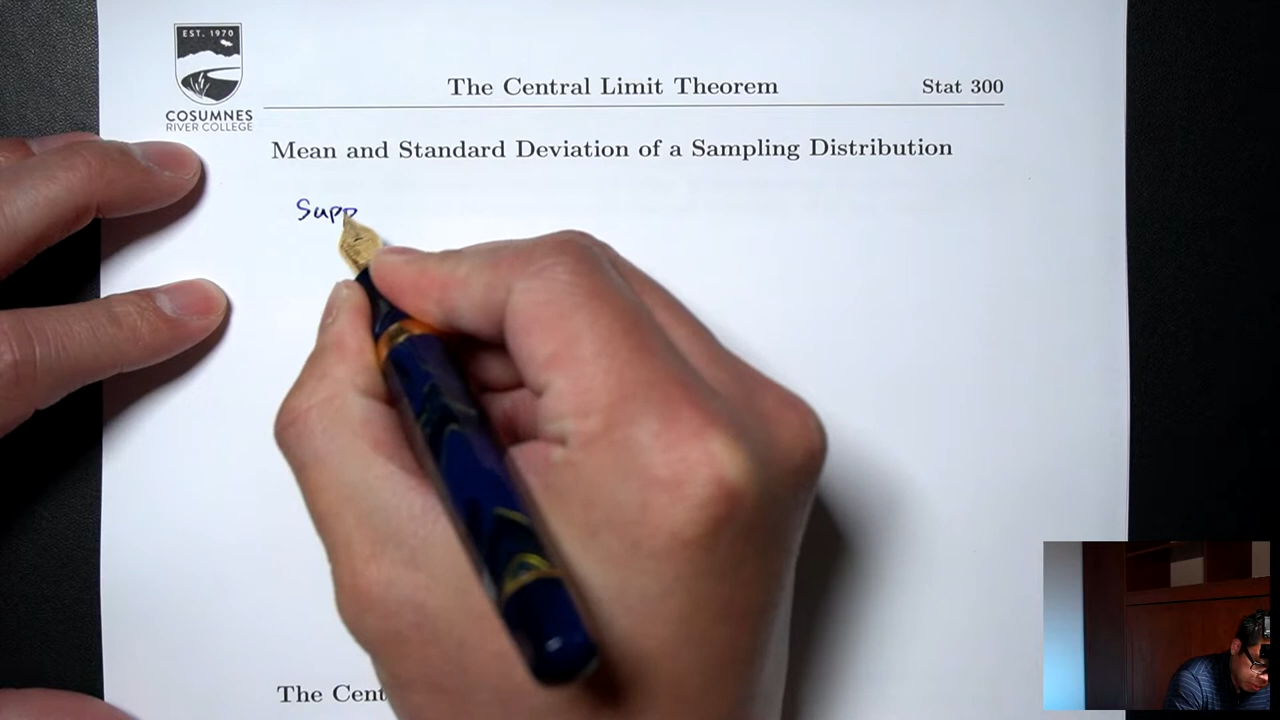 EST. 1970
COSUMNES
RIVER COLLEGE
The Central Limit Theorem
Stat 300
Mean and Standard Deviation of a Sampling Distribution
Supp
The Cent